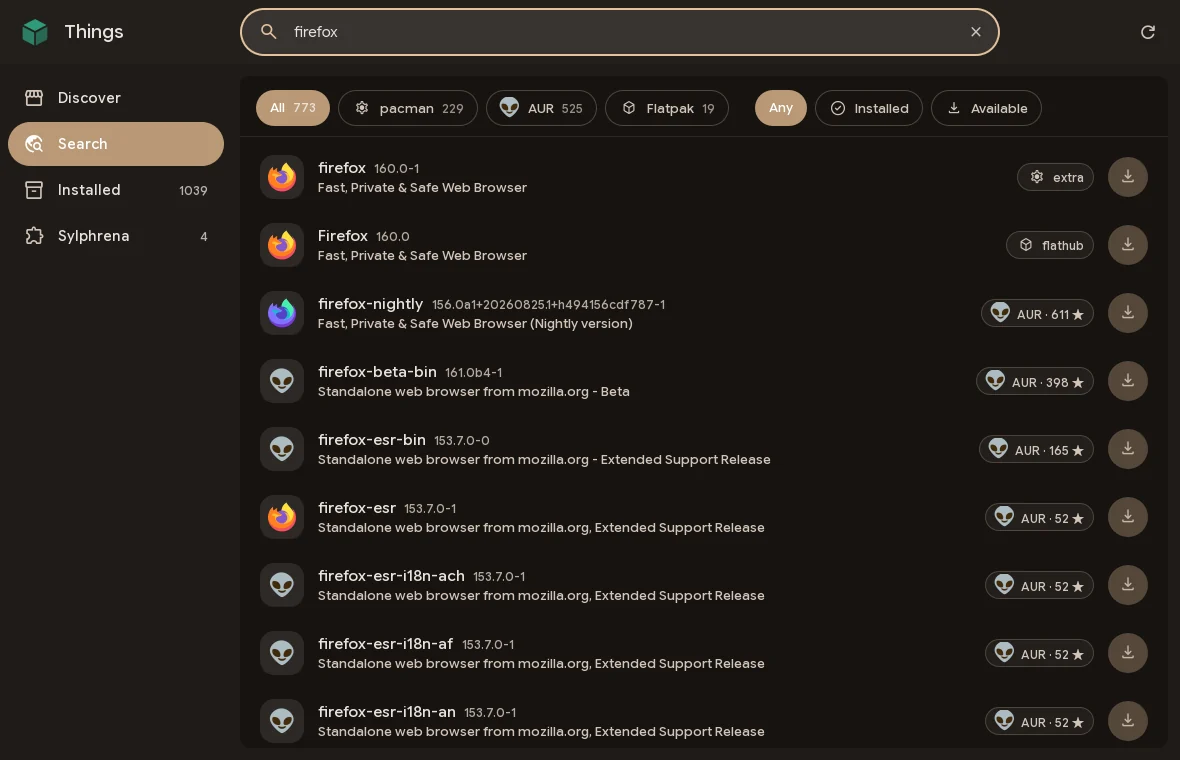 Things
firefox
Discover
Search
Installed 1039
Sylphrena 4
All 773
pacman 229
AUR 525
Flatpak 19
Any
Installed
Available
firefox 160.0-1
Fast, Private & Safe Web Browser
extra
Firefox 160.0
Fast, Private & Safe Web Browser
flathub
firefox-nightly 156.0a1+20260825.1+h494156cdf787-1
Fast, Private & Safe Web Browser (Nightly version)
AUR · 611 ★
firefox-beta-bin 161.0b4-1
Standalone web browser from mozilla.org - Beta
AUR · 398 ★
firefox-esr-bin 153.7.0-0
Standalone web browser from mozilla.org - Extended Support Release
AUR · 165 ★
firefox-esr 153.7.0-1
Standalone web browser from mozilla.org, Extended Support Release
AUR · 52 ★
firefox-esr-i18n-ach 153.7.0-1
Standalone web browser from mozilla.org, Extended Support Release
AUR · 52 ★
firefox-esr-i18n-af 153.7.0-1
Standalone web browser from mozilla.org, Extended Support Release
AUR · 52 ★
firefox-esr-i18n-an 153.7.0-1
Standalone web browser from mozilla.org, Extended Support Release
AUR · 52 ★